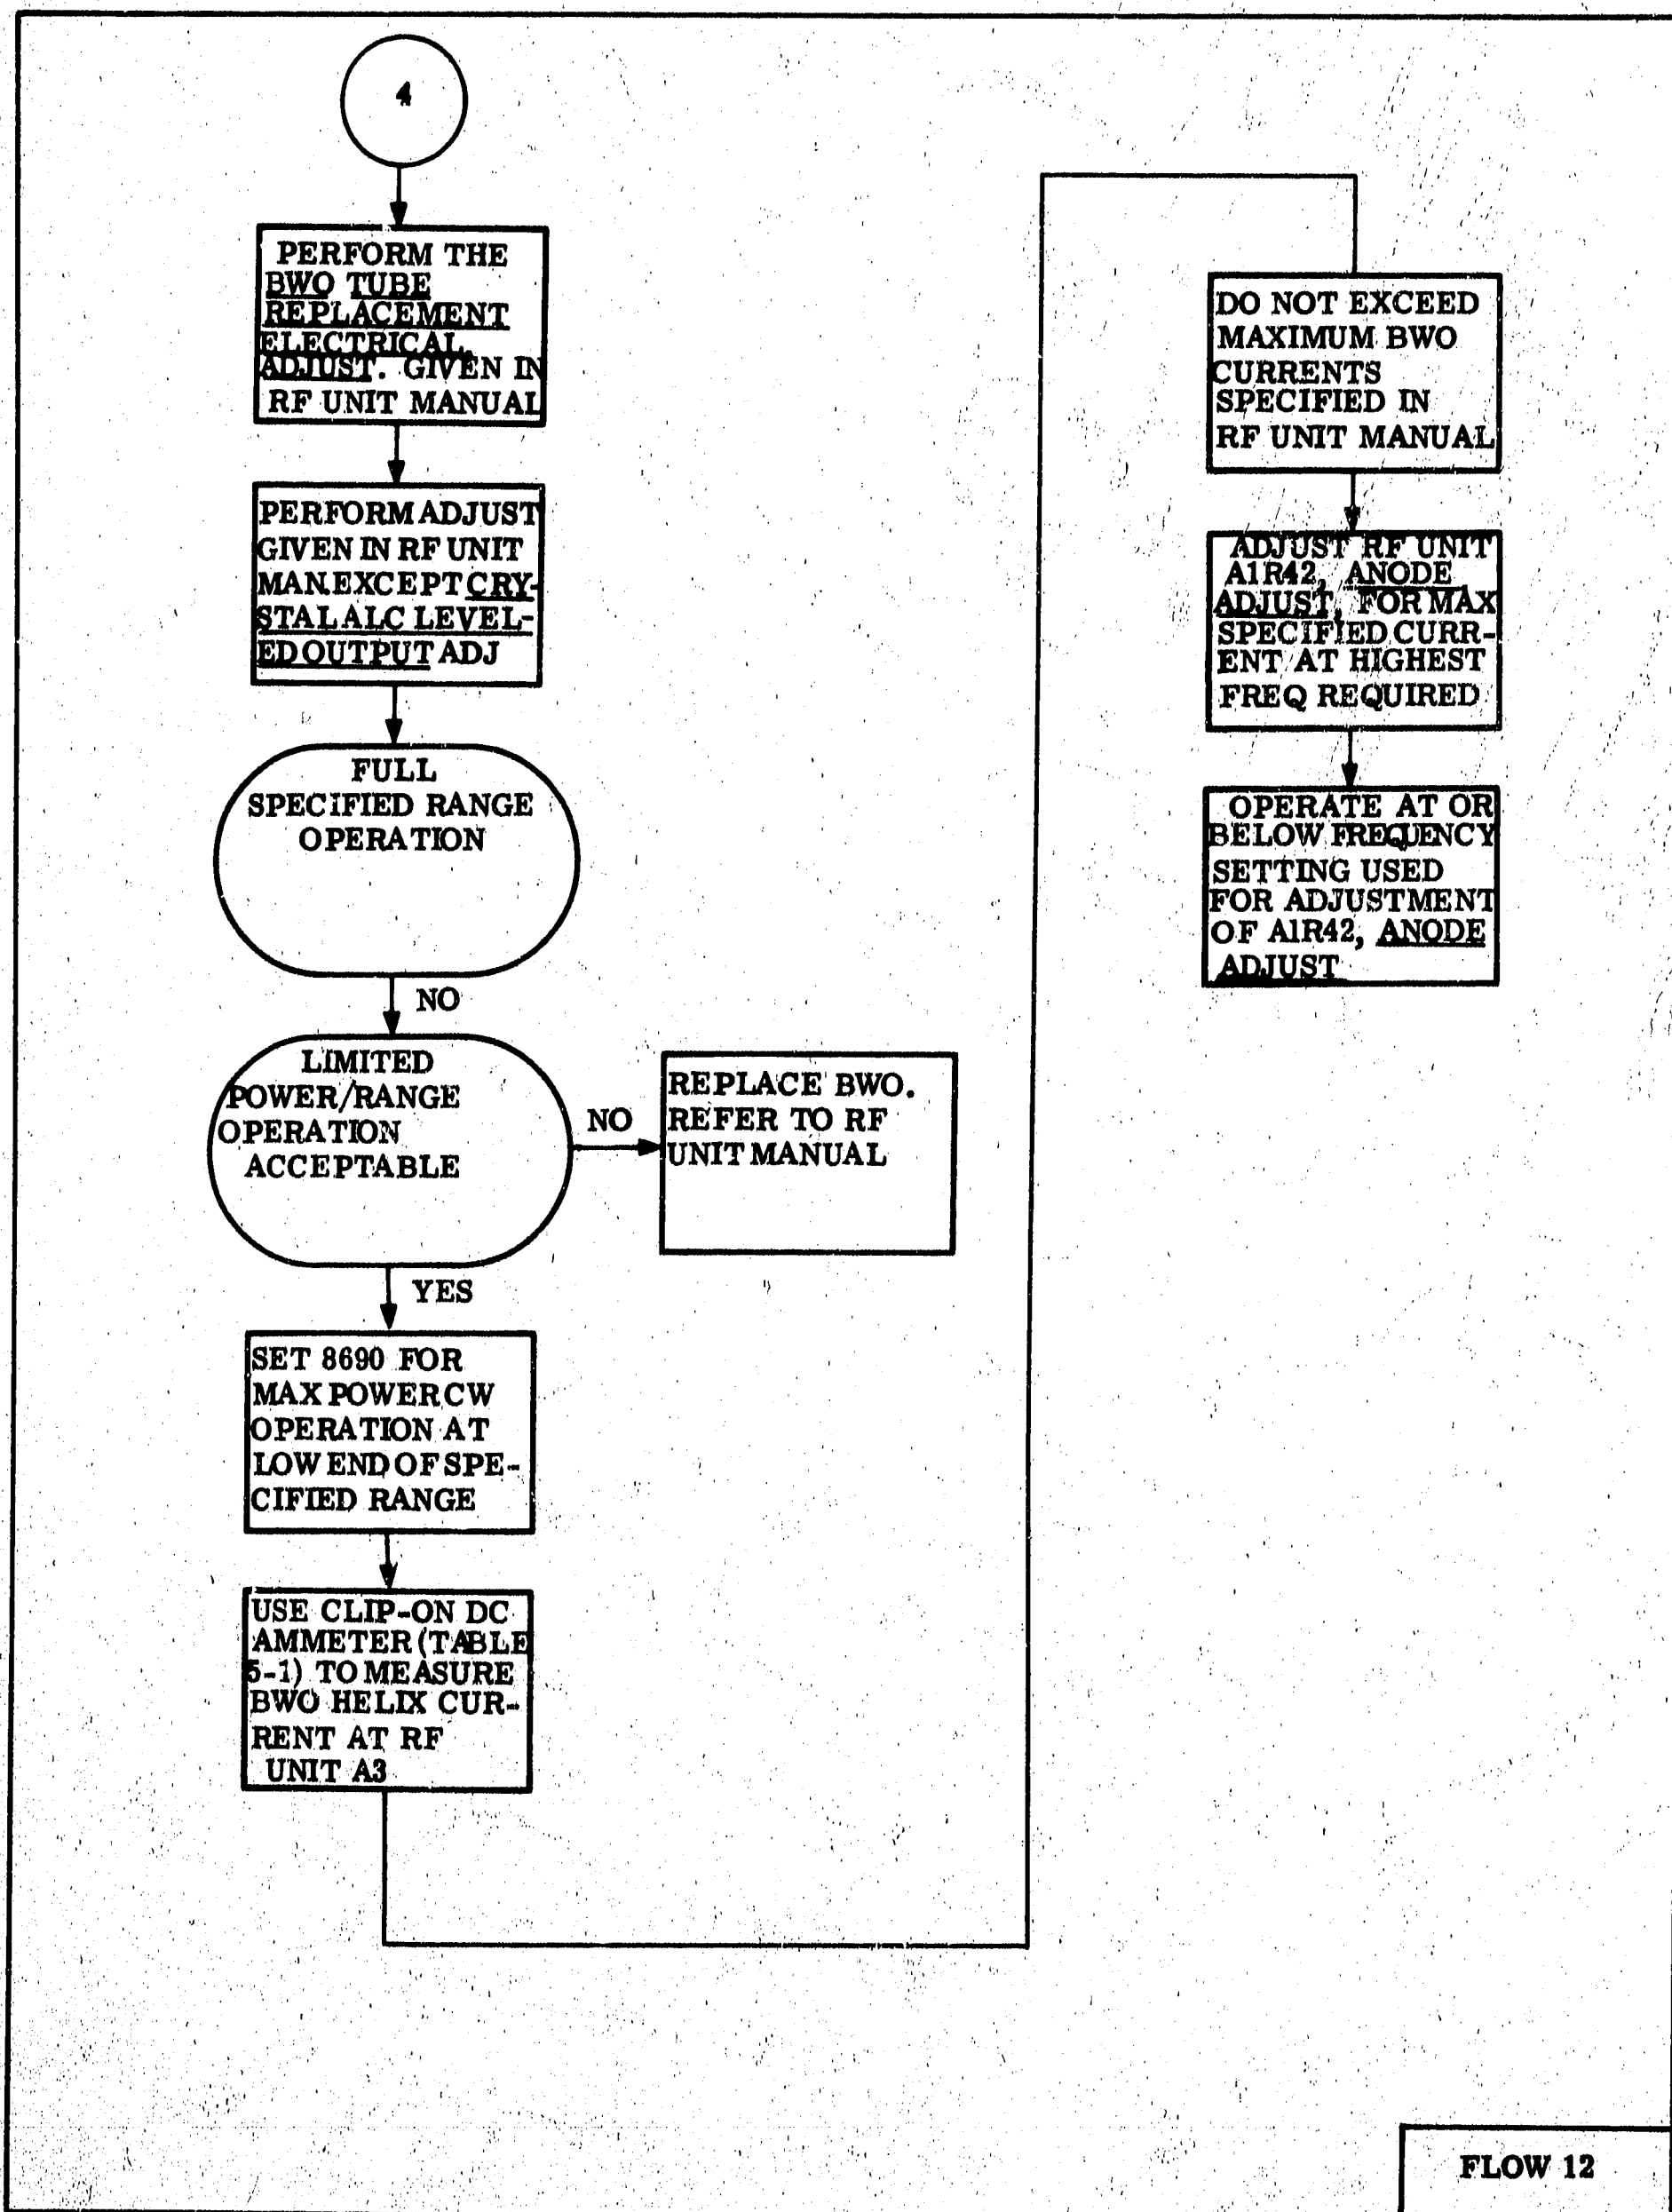 4
PERFORM THE
BWO TUBE
REPLACEMENT
ELECTRICAL
ADJUST. GIVEN IN
RF UNIT MANUAL
PERFORM ADJUST
GIVEN IN RF UNIT
MAN. EXCEPT CRY-
STAL ALC LEVEL-
ED OUTPUT ADJ
FULL
SPECIFIED RANGE
OPERATION
NO
LIMITED
POWER/RANGE
OPERATION
ACCEPTABLE
NO
REPLACE BWO.
REFER TO RF
UNIT MANUAL
YES
SET 8690 FOR
MAX POWER CW
OPERATION AT
LOW END OF SPE-
CIFIED RANGE
USE CLIP-ON DC
AMMETER (TABLE
5-1) TO MEASURE
BWO HELIX CUR-
RENT AT RF
UNIT A3
DO NOT EXCEED
MAXIMUM BWO
CURRENTS
SPECIFIED IN
RF UNIT MANUAL
ADJUST RF UNIT
A1R42, ANODE
ADJUST, FOR MAX
SPECIFIED CURR-
ENT AT HIGHEST
FREQ REQUIRED
OPERATE AT OR
BELOW FREQUENCY
SETTING USED
FOR ADJUSTMENT
OF A1R42, ANODE
ADJUST
FLOW 12